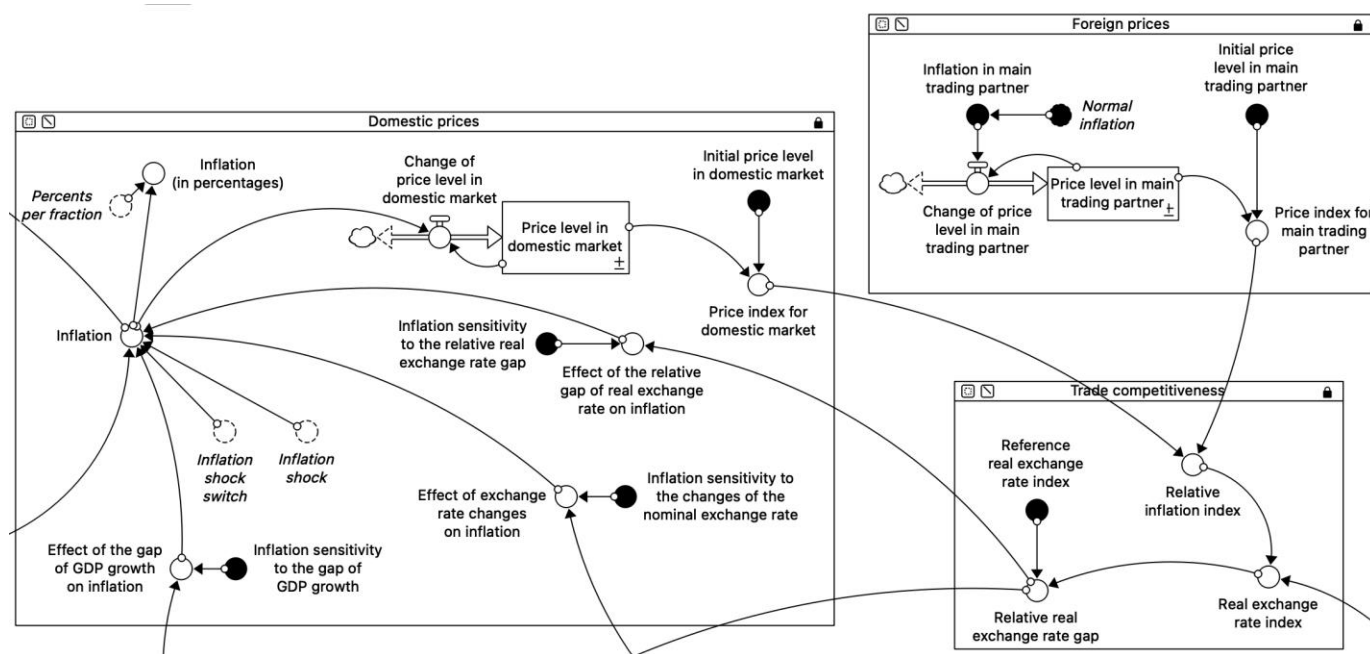 Foreign prices
Inflation in main
trading partner
Normal
inflation
Initial price
level in main
trading partner
Price level in main
trading partner
Change of price
level in main
trading partner
Price index for
main trading
partner
Domestic prices
Inflation
(in percentages)
Percents
per fraction
Change of
price level in
domestic market
Price level in
domestic market
Initial price level
in domestic market
Price index for
domestic market
Inflation
Inflation sensitivity
to the relative real
exchange rate gap
Effect of the relative
gap of real exchange
rate on inflation
Inflation
shock
switch
Inflation
shock
Effect of exchange
rate changes
on inflation
Inflation sensitivity to
the changes of the
nominal exchange rate
Effect of the gap
of GDP growth
on inflation
Inflation sensitivity
to the gap of
GDP growth
Trade competitiveness
Reference
real exchange
rate index
Relative
inflation index
Relative real
exchange rate gap
Real exchange
rate index